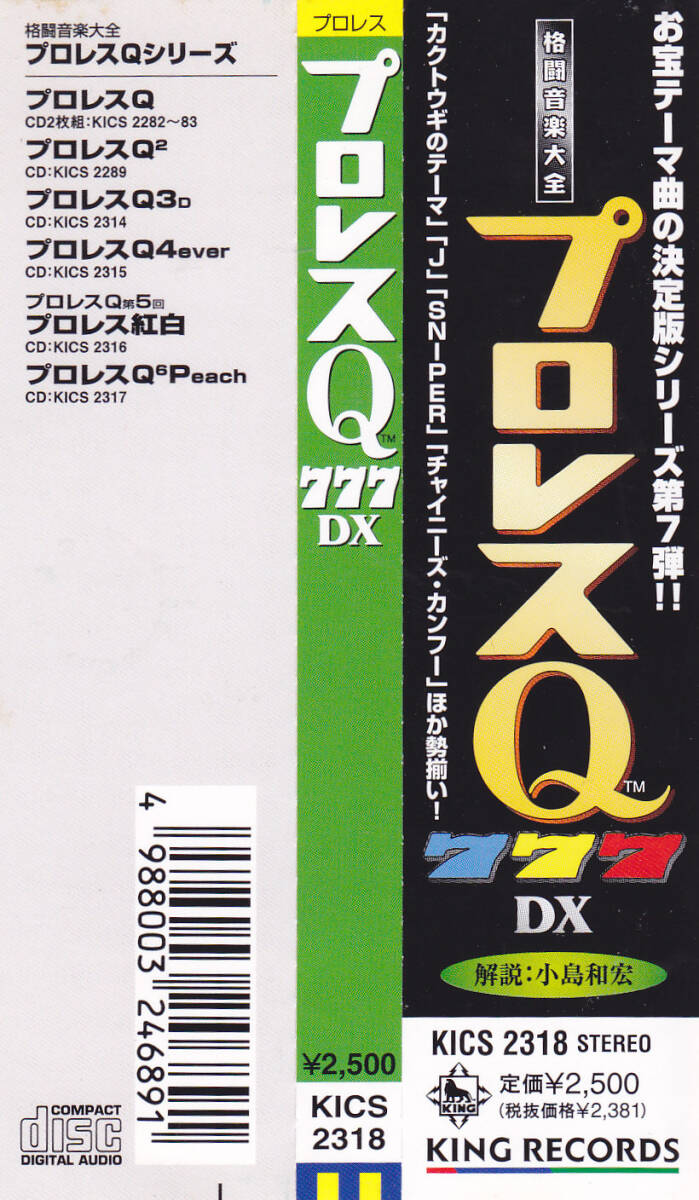 格闘音楽大全
プロレスQシリーズ
プロレスQ
CD2枚組:KICS 2282〜83
プロレスQ²
CD:KICS 2289
プロレスQ3D
CD:KICS 2314
プロレスQ4ever
CD:KICS 2315
プロレスQ第5回
プロレス紅白
CD:KICS 2316
プロレスQ⁶Peach
CD:KICS 2317
4 988003 246891
COMPACT
disc
DIGITAL AUDIO
プロレス
プロレスQ™
777
DX
¥2,500
KICS
2318
お宝テーマ曲の決定版シリーズ第7弾!!
格闘音楽大全
プロレスQ™
「カクトウギのテーマ」「J」「SNIPER」「チャイニーズ・カンフー」ほか勢揃い!
777
DX
解説:小島和宏
KICS 2318 STEREO
KING
定価¥2,500
(税抜価格¥2,381)
KING RECORDS